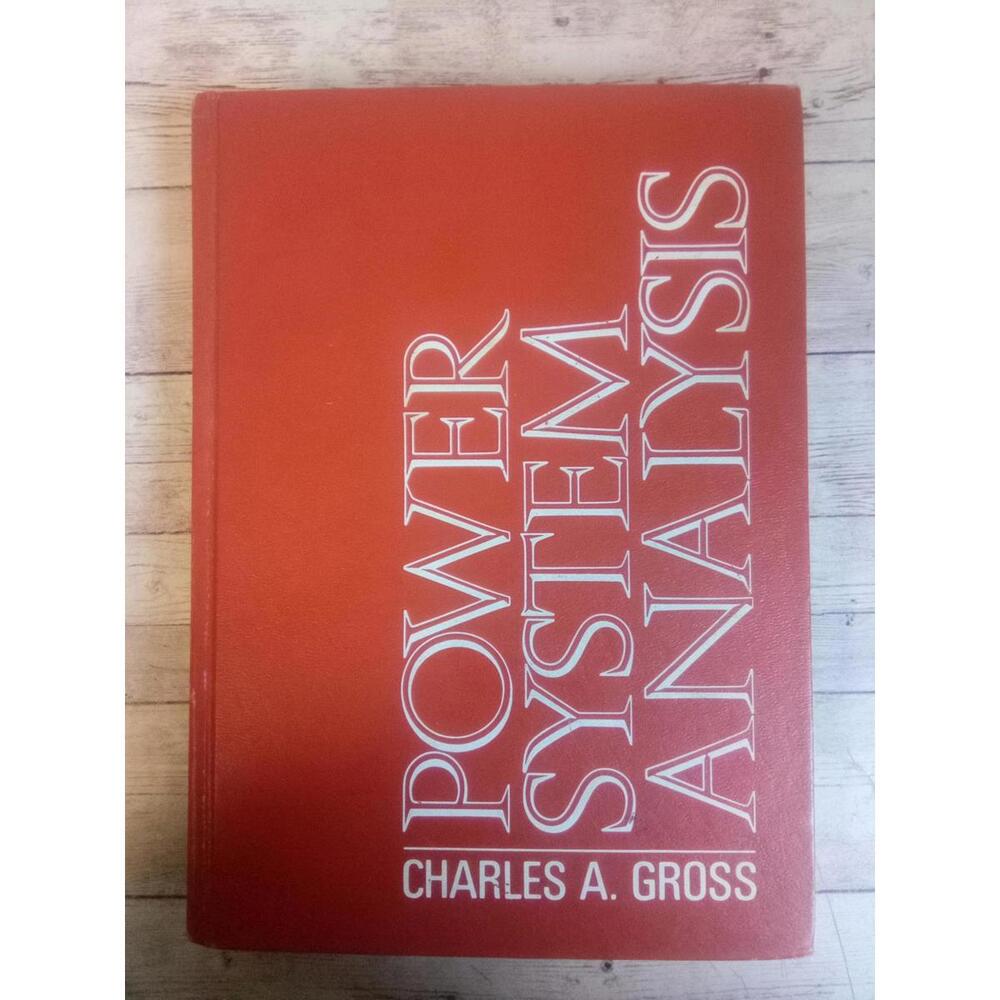 POWER
SYSTEM
ANALYSIS
CHARLES A. GROSS